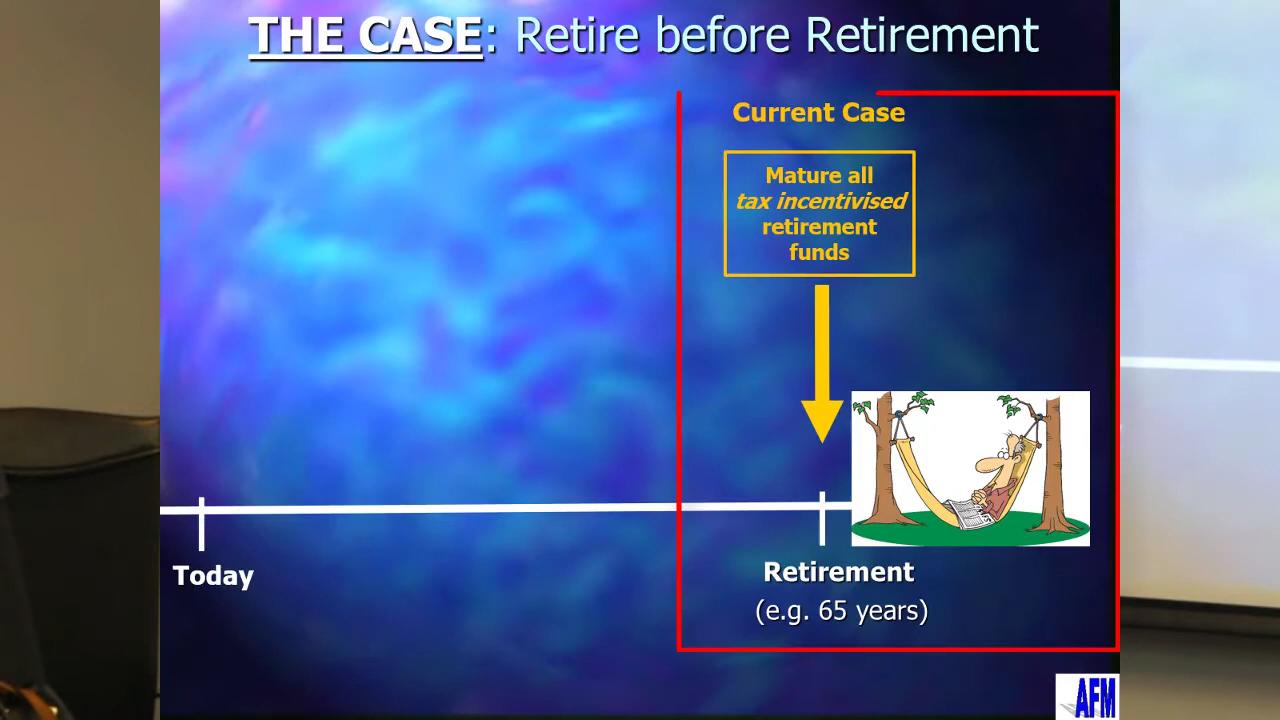 THE CASE: Retire before Retirement
Current Case
Mature all
tax incentivised
retirement
funds
Today
Retirement
(e.g. 65 years)
AFM